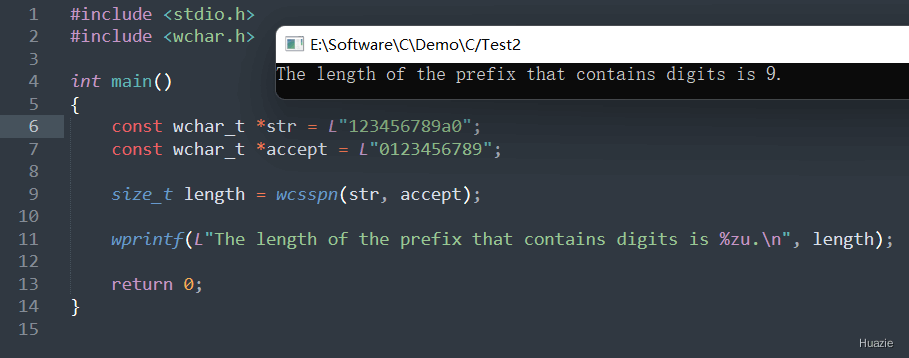 1 #include <stdio.h>
2 #include <wchar.h>
E:\Software\C\Demo\C/Test2
The length of the prefix that contains digits is 9.
3
4 int main()
5 {
6     const wchar_t *str = L"123456789a0";
7     const wchar_t *accept = L"0123456789";
8
9     size_t length = wcsspn(str, accept);
10
11     wprintf(L"The length of the prefix that contains digits is %zu.\n", length);
12
13     return 0;
14 }
15
Huazie